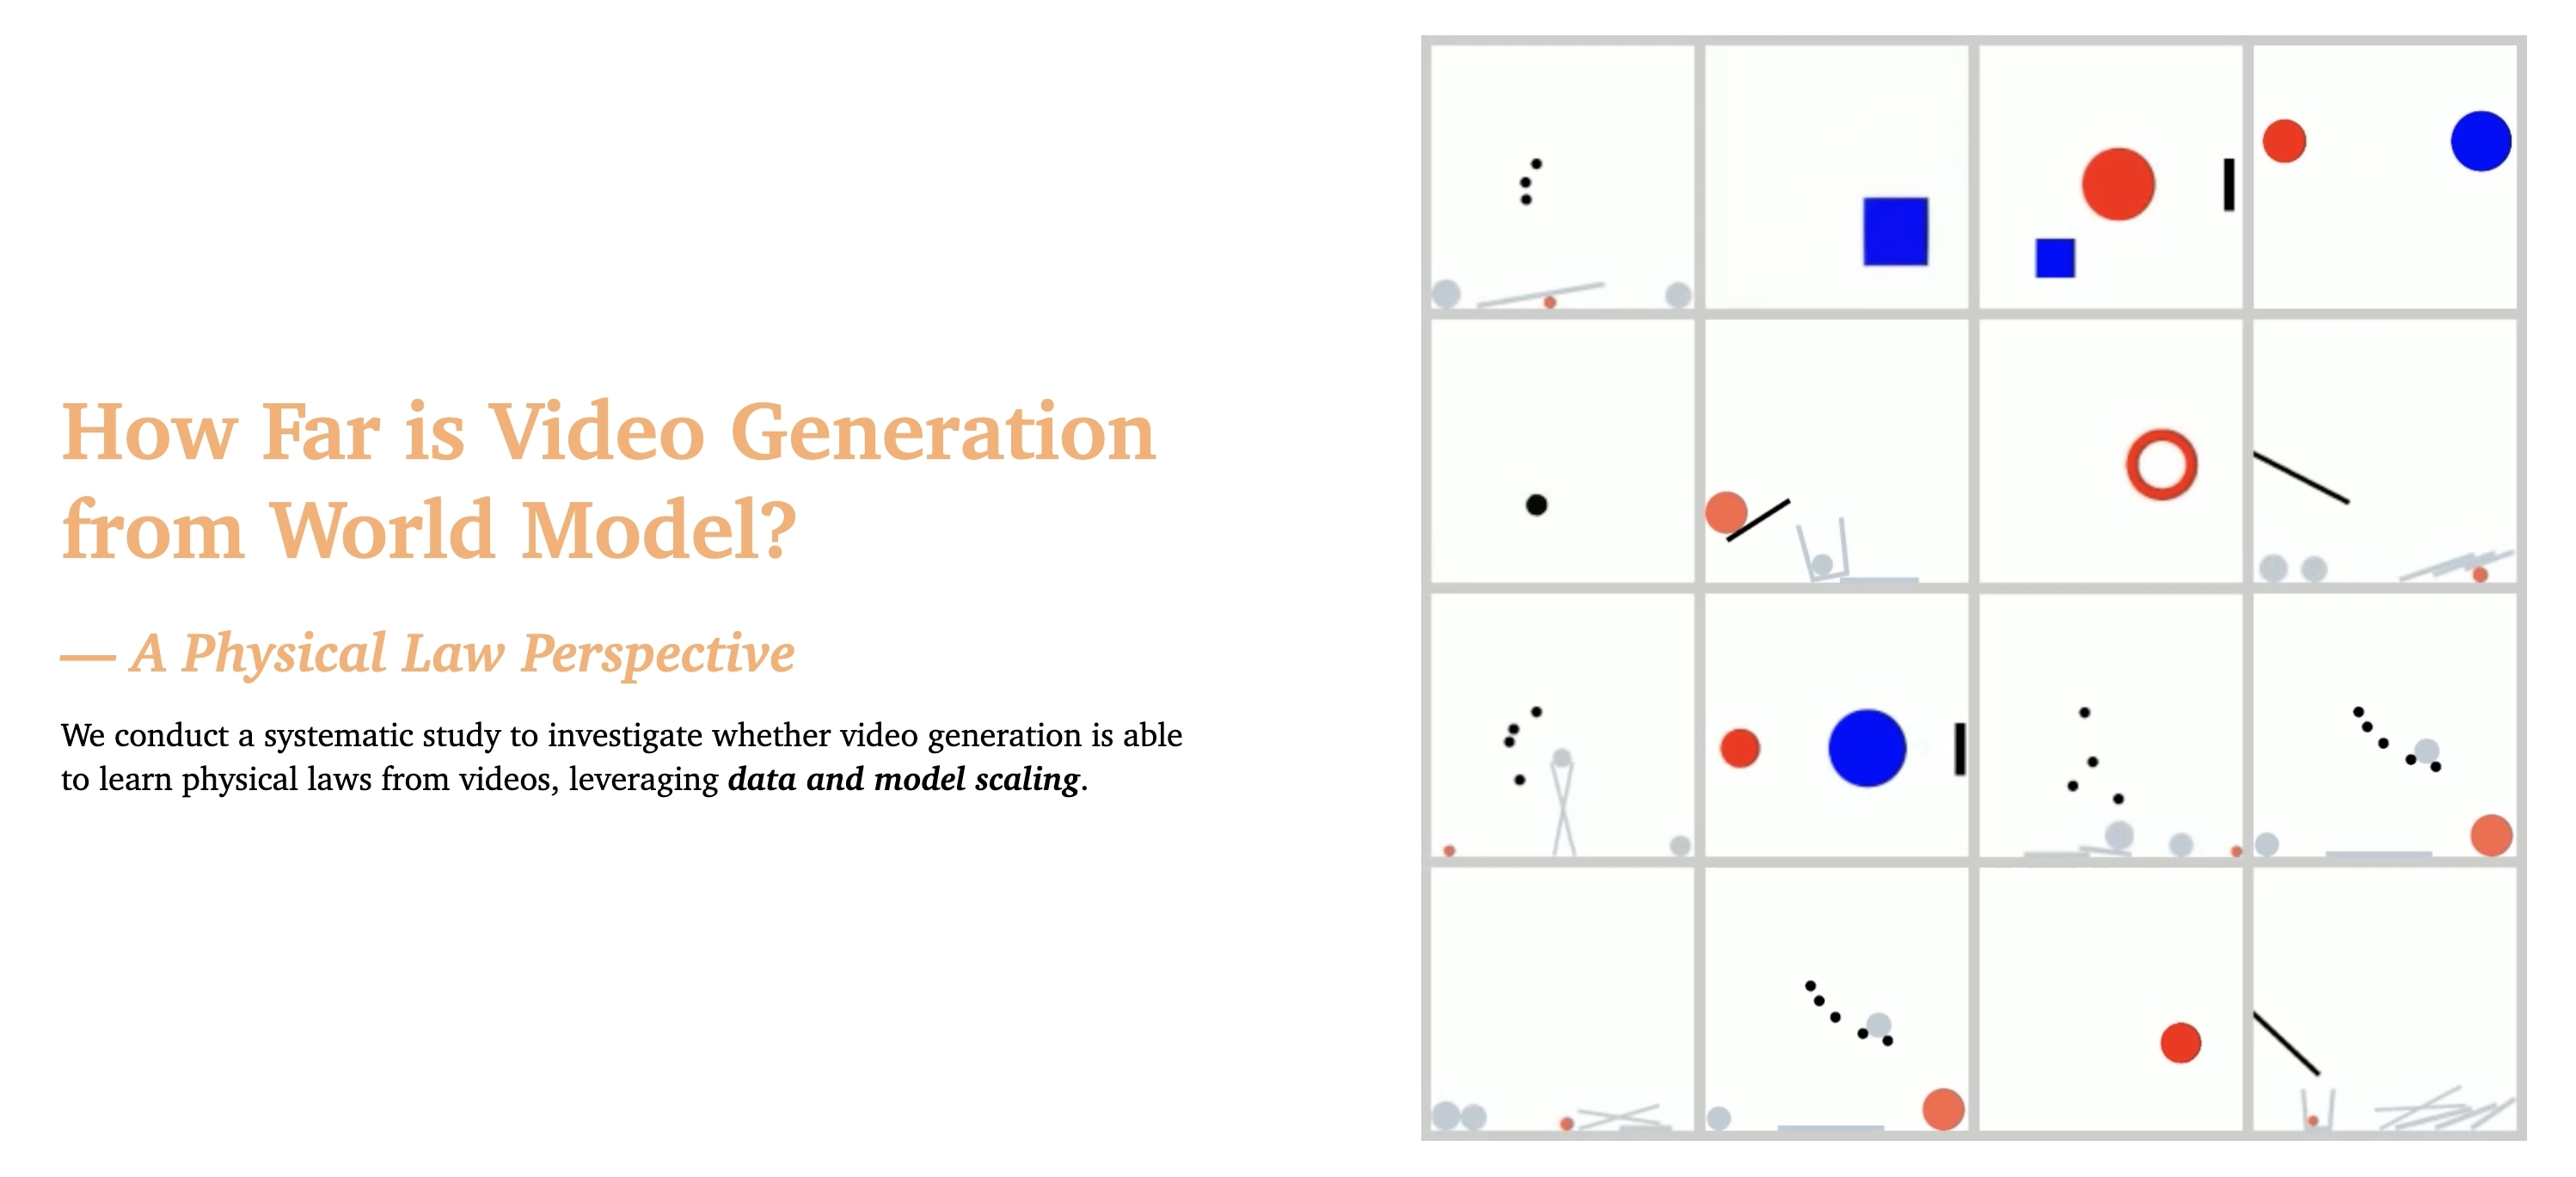 How Far is Video Generation
from World Model?
— A Physical Law Perspective
We conduct a systematic study to investigate whether video generation is able
to learn physical laws from videos, leveraging data and model scaling.